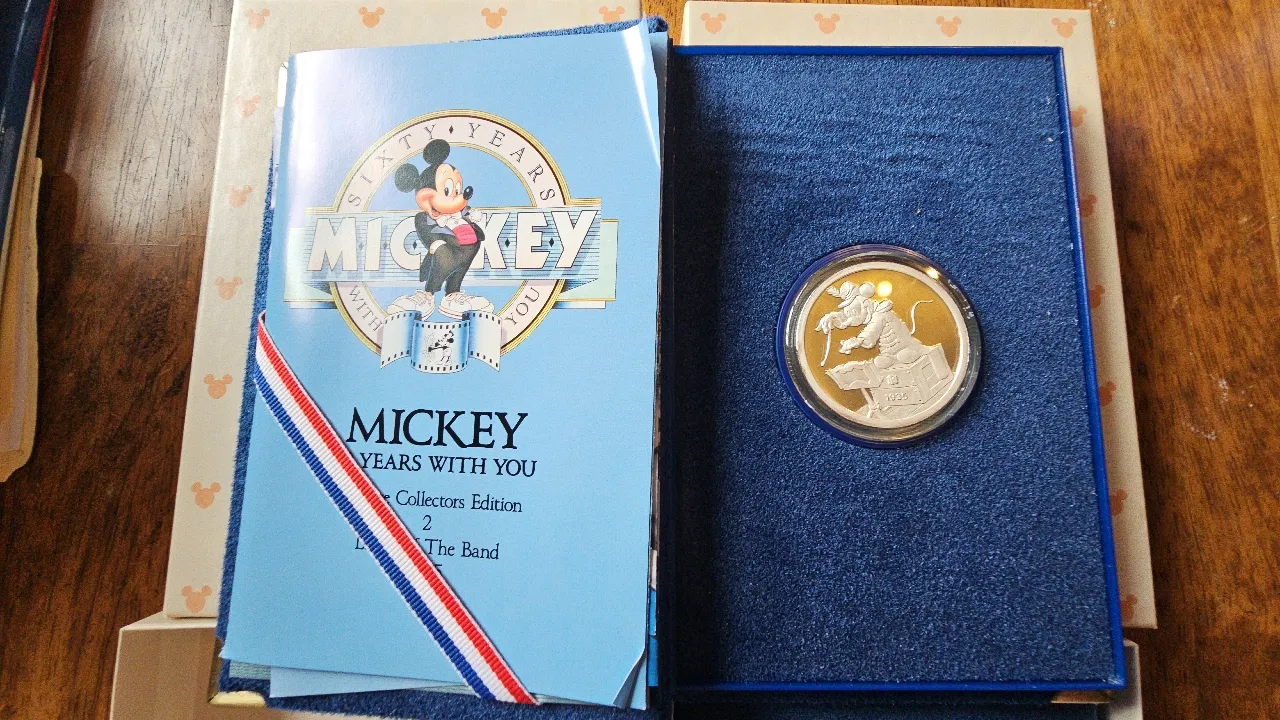 SIXTY • YEARS
MICKEY
WITH YOU
MICKEY
YEARS WITH YOU
Collectors Edition
2
The Band
1935